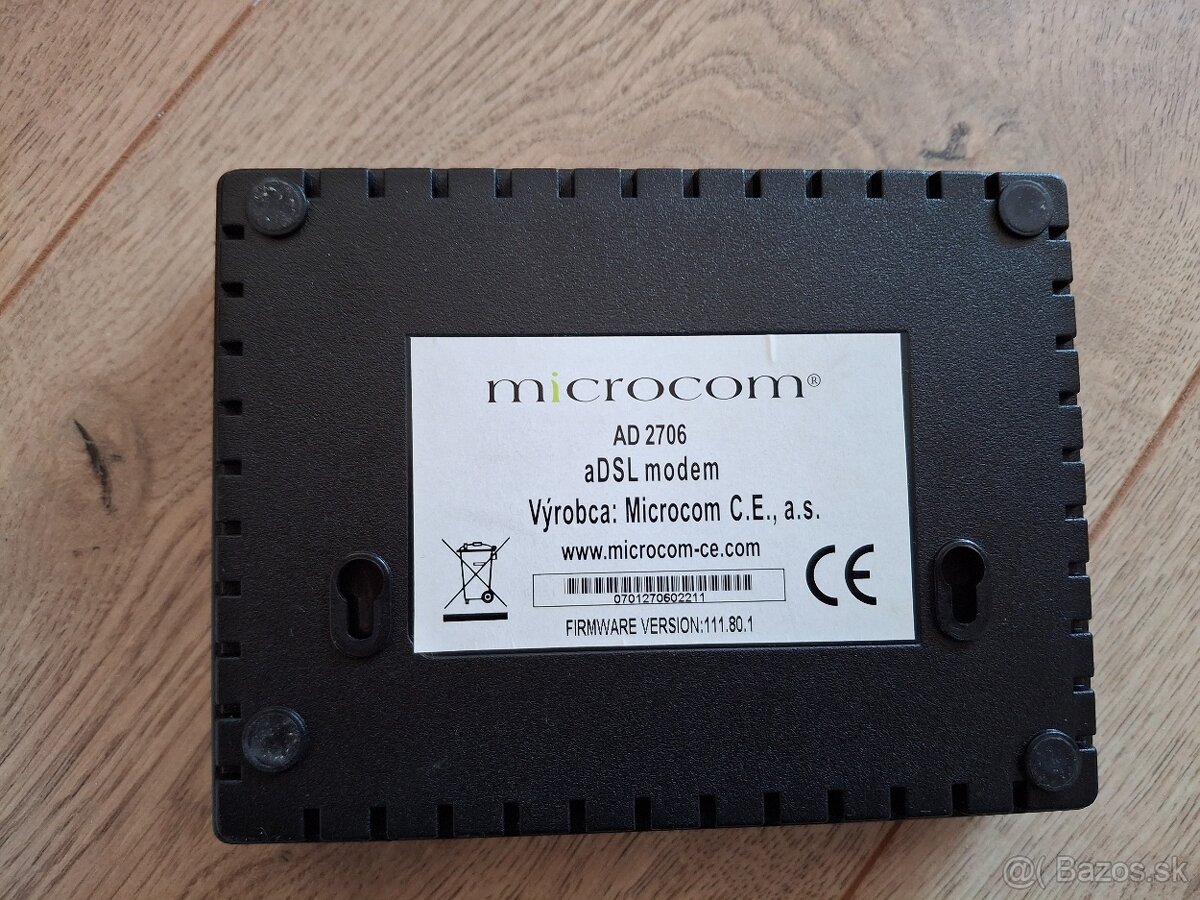 microcom®
AD 2706
aDSL modem
Výrobca: Microcom C.E., a.s.
www.microcom-ce.com
CE
0701270602211
FIRMWARE VERSION:111.80.1
@( Bazos.sk